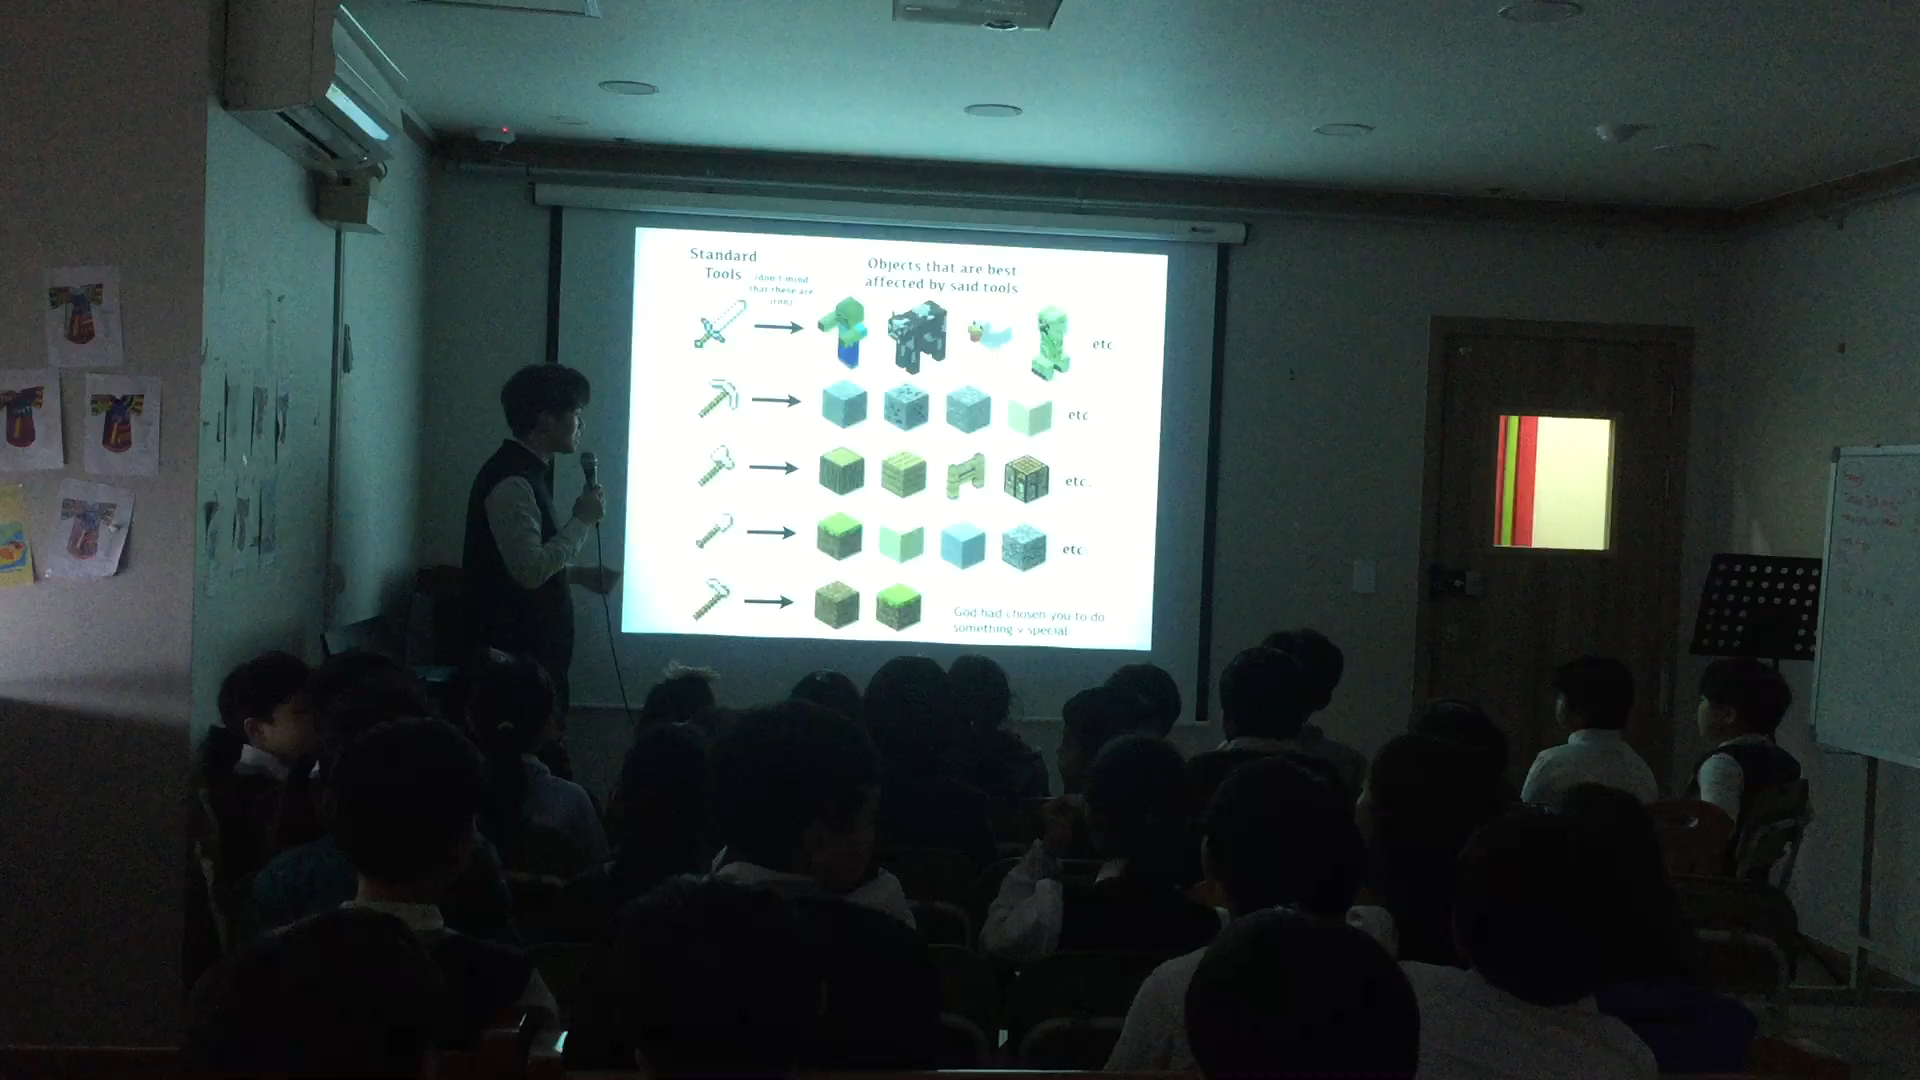 Standard
Tools
(don't mind
that these are
iron)
Objects that are best
affected by said tools
etc
etc
etc.
etc
God had chosen you to do
something v special